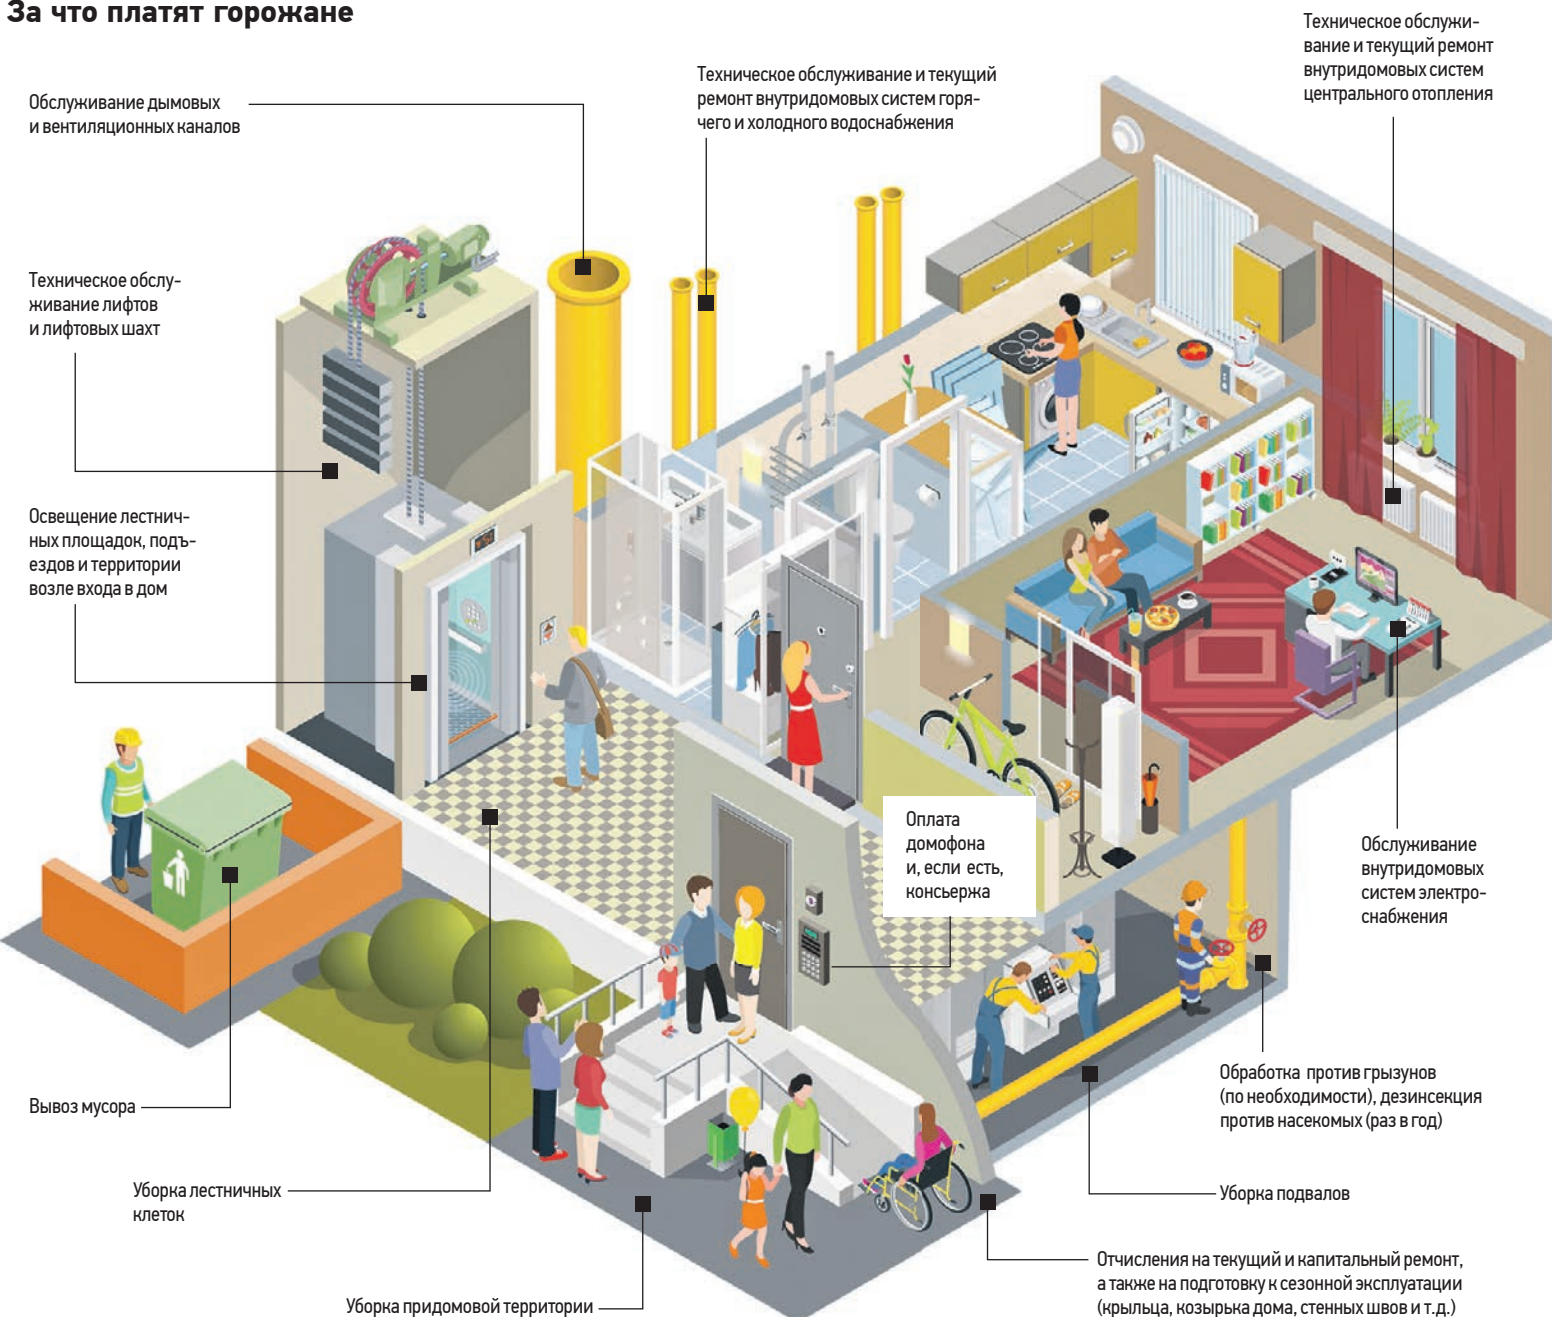 За что платят горожане
Техническое обслужи-
вание и текущий ремонт
внутридомовых систем
центрального отопления
Техническое обслуживание и текущий
ремонт внутридомовых систем горя-
чего и холодного водоснабжения
Обслуживание дымовых
и вентиляционных каналов
Техническое обслу-
живание лифтов
и лифтовых шахт
Освещение лестнич-
ных площадок, подъ-
ездов и территории
возле входа в дом
Оплата
домофона
и, если есть,
консьержа
Обслуживание
внутридомовых
систем электро-
снабжения
Обработка против грызунов
(по необходимости), дезинсекция
против насекомых (раз в год)
Вывоз мусора
Уборка лестничных
клеток
Уборка подвалов
Отчисления на текущий и капитальный ремонт,
а также на подготовку к сезонной эксплуатации
(крыльца, козырька дома, стенных швов и т.д.)
Уборка придомовой территории